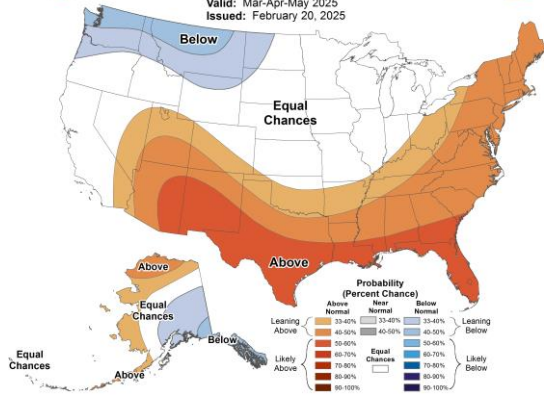 Valid: Mar-Apr-May 2025
Issued: February 20, 2025
Below
Equal
Chances
Above
Above
Equal
Chances
Below
Equal
Chances
Above
Probability
(Percent Chance)
Above
Normal
Near
Normal
Below
Normal
Leaning
Above
33-40%
33-40%
33-40%
Leaning
Below
40-50%
40-50%
40-50%
Likely
Above
50-60%
60-70%
70-80%
80-90%
90-100%
Equal
Chances
50-60%
60-70%
70-80%
80-90%
90-100%
Likely
Below